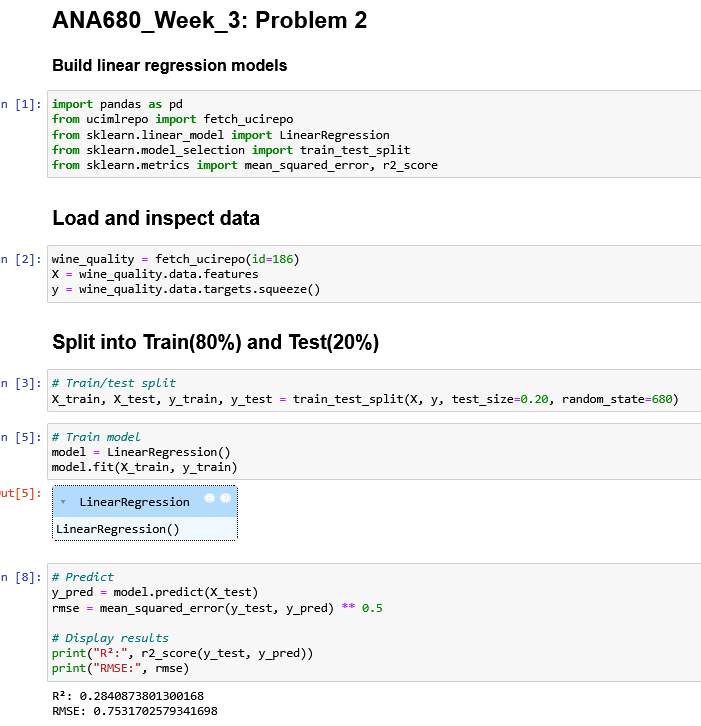 ANA680_Week_3: Problem 2
Build linear regression models
n [1]:
import pandas as pd
from ucimlrepo import fetch_ucirepo
from sklearn.linear_model import LinearRegression
from sklearn.model_selection import train_test_split
from sklearn.metrics import mean_squared_error, r2_score
Load and inspect data
n [2]:
wine_quality = fetch_ucirepo(id=186)
X = wine_quality.data.features
y = wine_quality.data.targets.squeeze()
Split into Train(80%) and Test(20%)
n [3]:
# Train/test split
X_train, X_test, y_train, y_test = train_test_split(X, y, test_size=0.20, random_state=680)
n [5]:
# Train model
model = LinearRegression()
model.fit(X_train, y_train)
ut[5]:
LinearRegression
LinearRegression()
n [8]:
# Predict
y_pred = model.predict(X_test)
rmse = mean_squared_error(y_test, y_pred) ** 0.5
# Display results
print("R²:", r2_score(y_test, y_pred))
print("RMSE:", rmse)
R²: 0.2840873801300168
RMSE: 0.7531702579341698